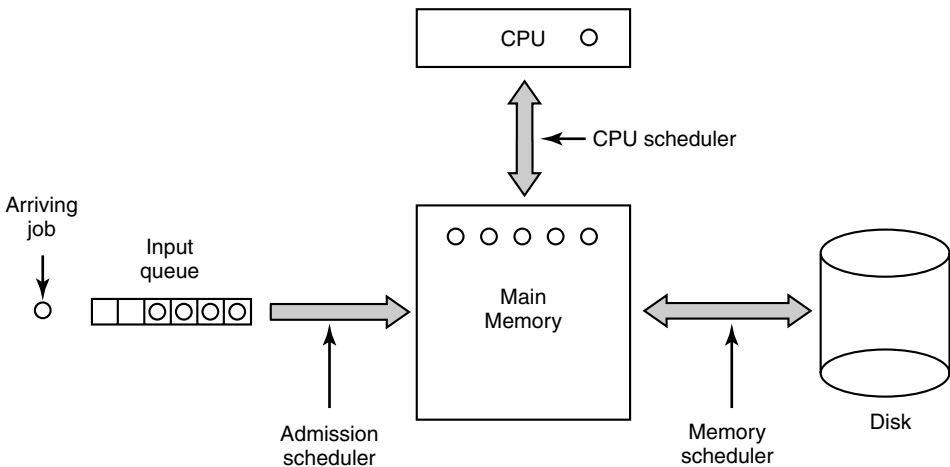 CPU
CPU scheduler
Arriving
job
Input
queue
Main
Memory
Admission
scheduler
Memory
scheduler
Disk